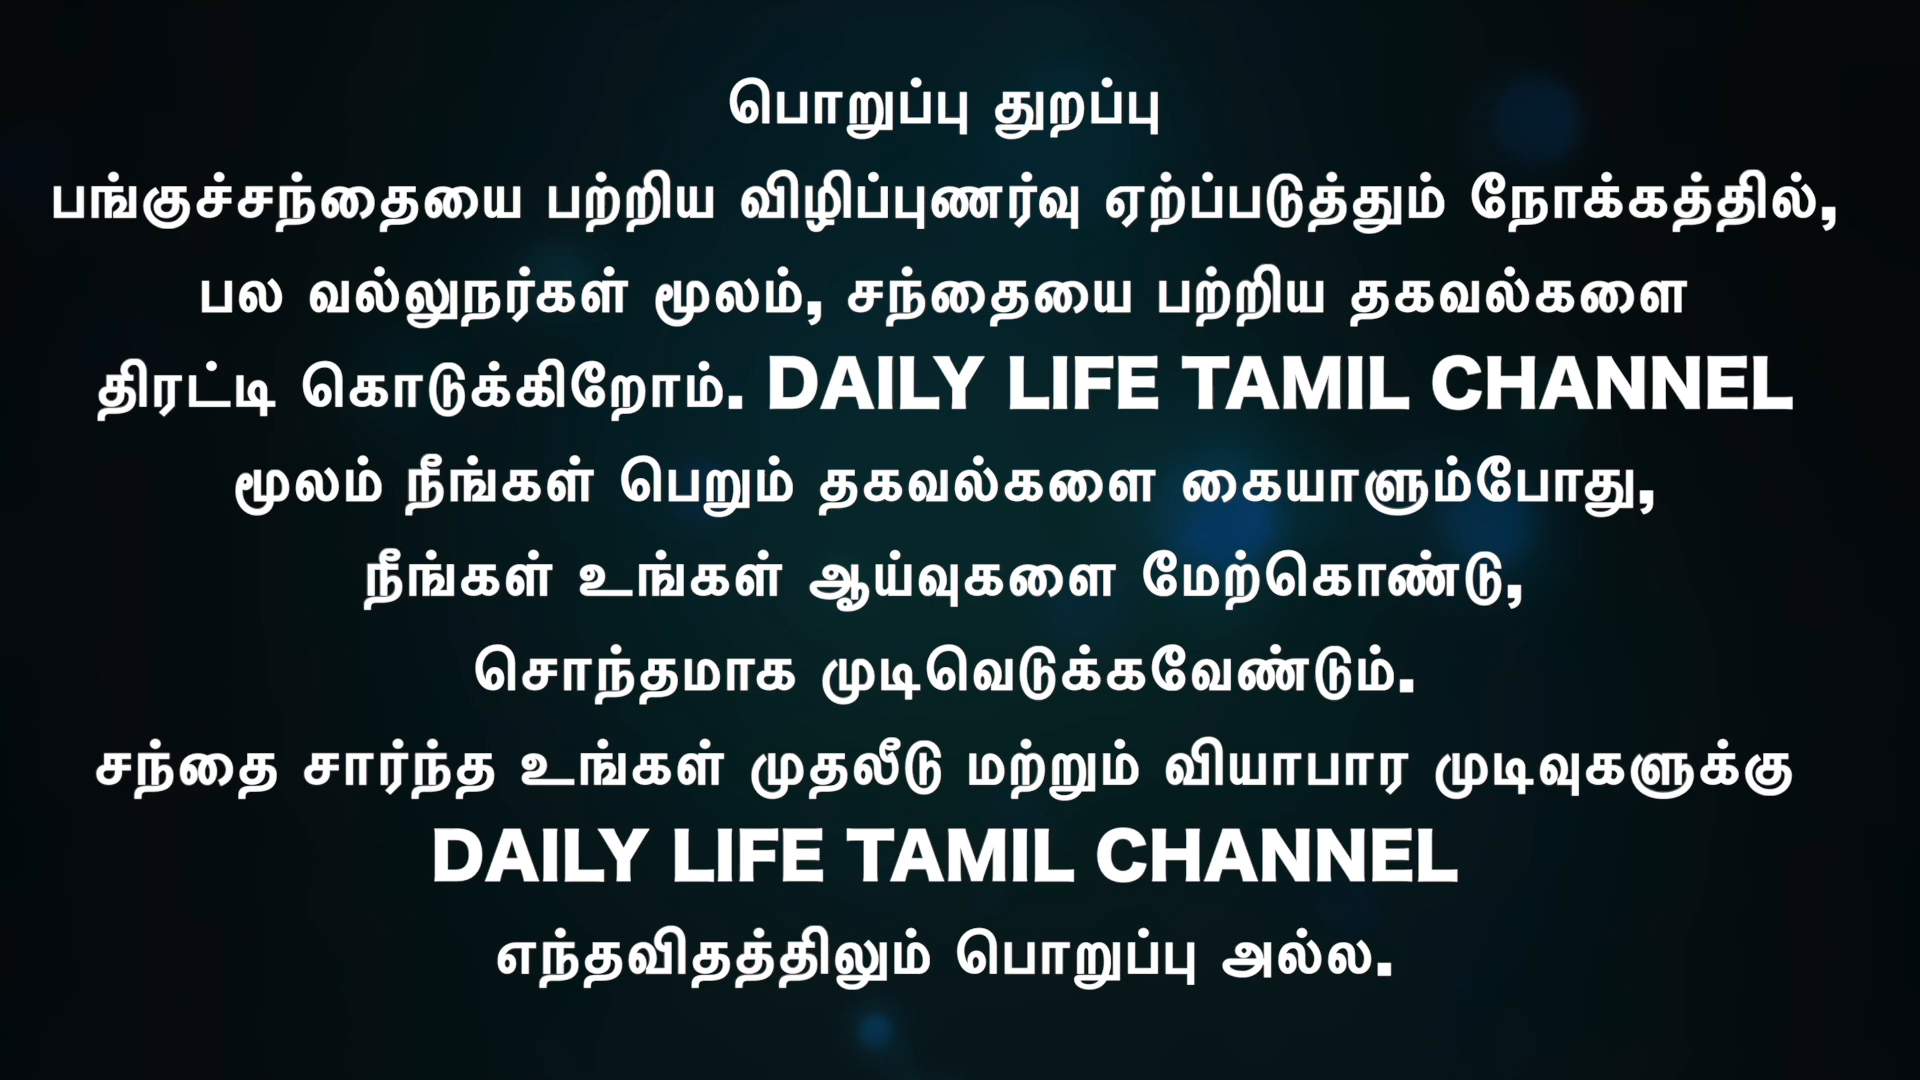 பொறுப்பு துறப்பு
பங்குச்சந்தையை பற்றிய விழிப்புணர்வு ஏற்ப்படுத்தும் நோக்கத்தில்,
பல வல்லுநர்கள் மூலம், சந்தையை பற்றிய தகவல்களை
திரட்டி கொடுக்கிறோம். DAILY LIFE TAMIL CHANNEL
மூலம் நீங்கள் பெறும் தகவல்களை கையாளும்போது,
நீங்கள் உங்கள் ஆய்வுகளை மேற்கொண்டு,
சொந்தமாக முடிவெடுக்கவேண்டும்.
சந்தை சார்ந்த உங்கள் முதலீடு மற்றும் வியாபார முடிவுகளுக்கு
DAILY LIFE TAMIL CHANNEL
எந்தவிதத்திலும் பொறுப்பு அல்ல.